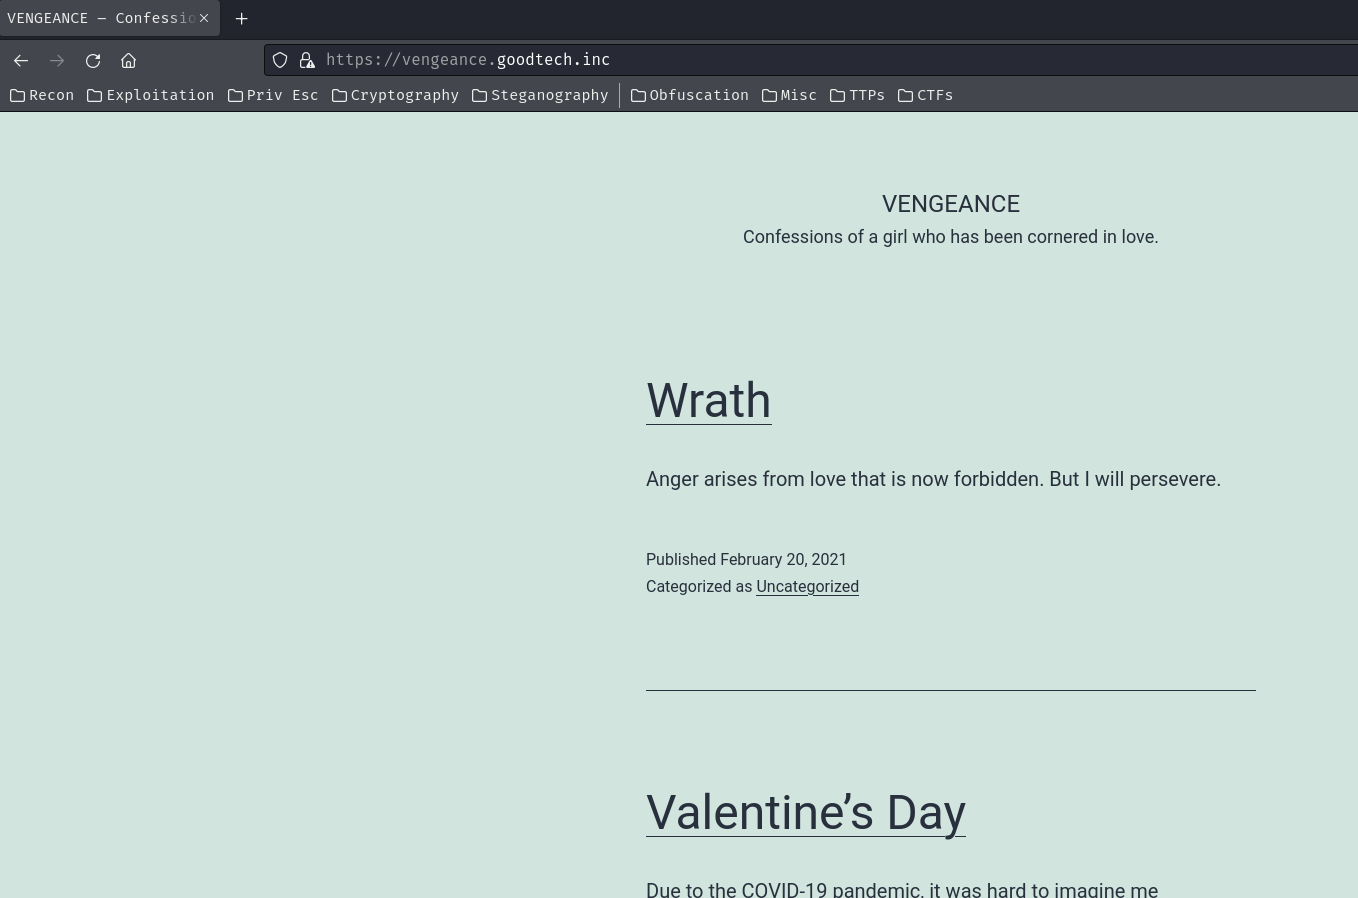 VENGEANCE – Confessio
https://vengeance.goodtech.inc
Recon Exploitation Priv Esc Cryptography Steganography Obfuscation Misc TTPs CTFs
VENGEANCE
Confessions of a girl who has been cornered in love.
Wrath
Anger arises from love that is now forbidden. But I will persevere.
Published February 20, 2021
Categorized as Uncategorized
Valentine’s Day
Due to the COVID-19 pandemic, it was hard to imagine me